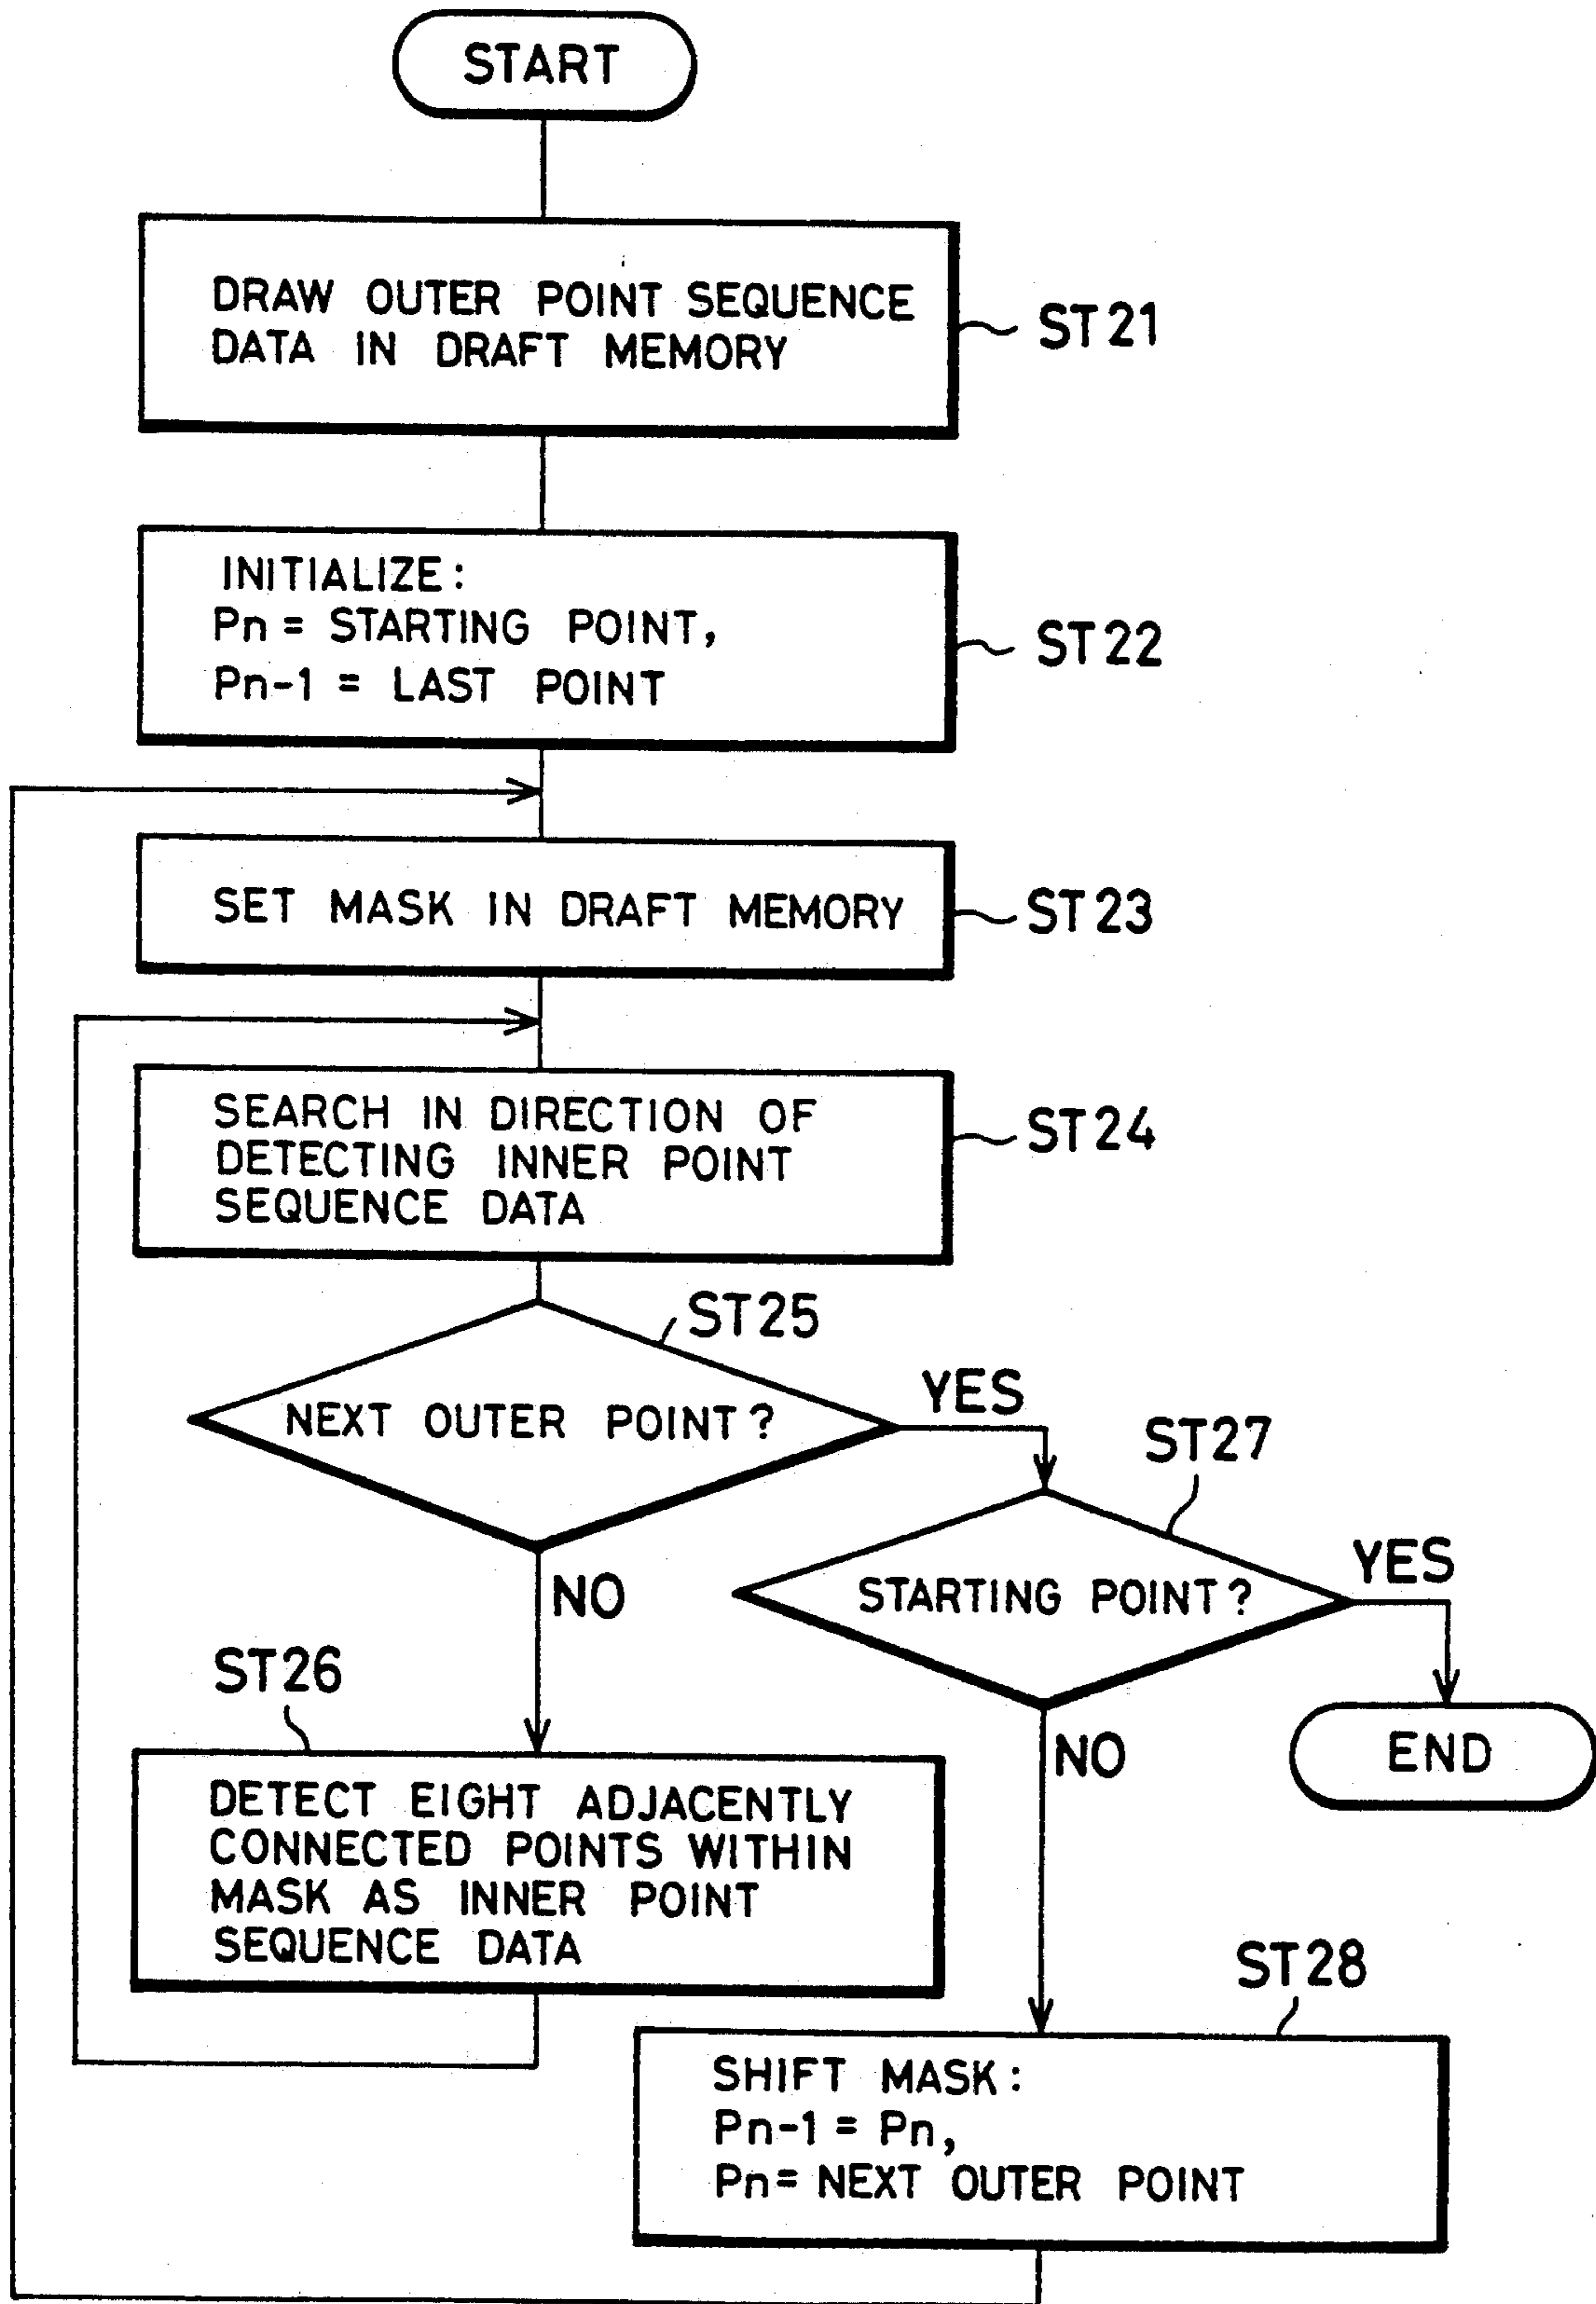 START
DRAW OUTER POINT SEQUENCE
DATA IN DRAFT MEMORY
ST21
INITIALIZE:
Pn = STARTING POINT,
Pn-1 = LAST POINT
ST22
SET MASK IN DRAFT MEMORY
ST23
SEARCH IN DIRECTION OF
DETECTING INNER POINT
SEQUENCE DATA
ST24
ST25
NEXT OUTER POINT?
YES
NO
ST27
STARTING POINT?
YES
NO
END
ST26
DETECT EIGHT ADJACENTLY
CONNECTED POINTS WITHIN
MASK AS INNER POINT
SEQUENCE DATA
ST28
SHIFT MASK:
Pn-1 = Pn,
Pn = NEXT OUTER POINT